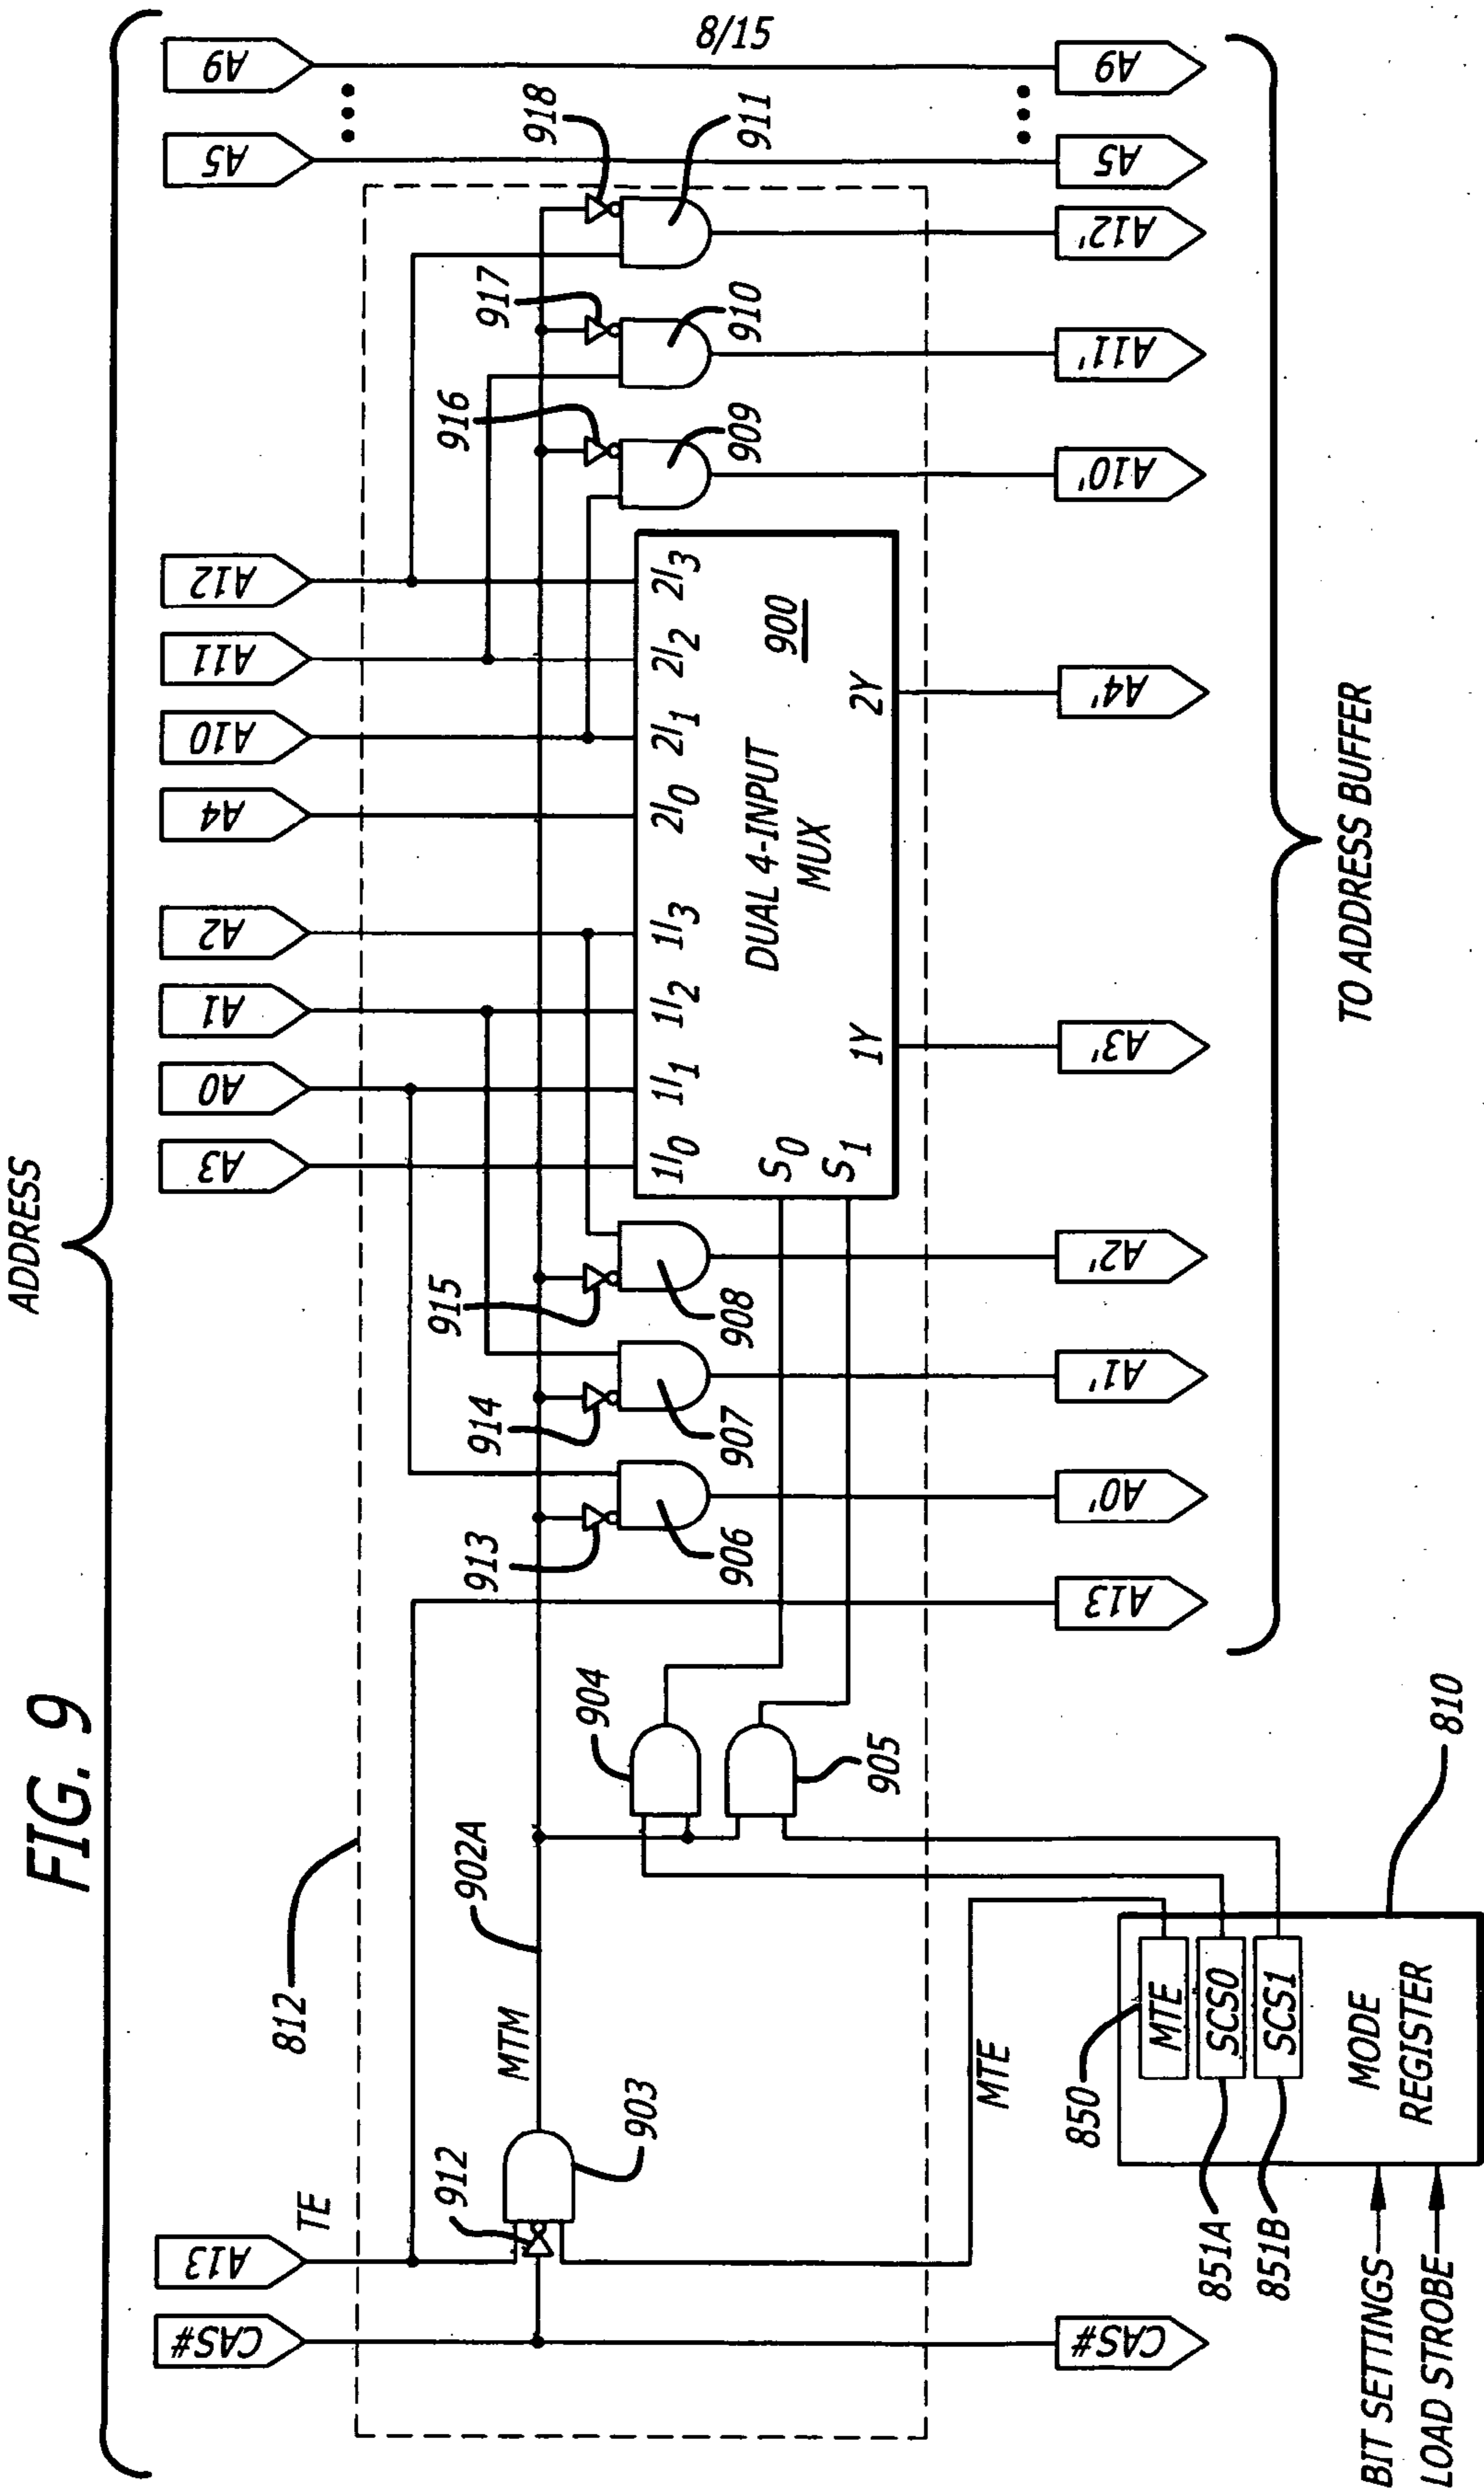 FIG. 9
8/15
ADDRESS
CAS#
A13
A3
A0
A1
A2
A4
A10
A11
A12
A5
• • •
A9
TE
812
912
903
MTM
902A
MTE
904
905
913
906
914
907
915
908
916
909
917
910
918
911
1I0 1I1 1I2 1I3 2I0 2I1 2I2 2I3
S0
S1
DUAL 4-INPUT
MUX
900
1Y
2Y
CAS#
A13
A0'
A1'
A2'
A3'
A4'
A10'
A11'
A12'
A5
• • •
A9
TO ADDRESS BUFFER
850
851A
851B
MTE
SCS0
SCS1
MODE
REGISTER
810
BIT SETTINGS
LOAD STROBE